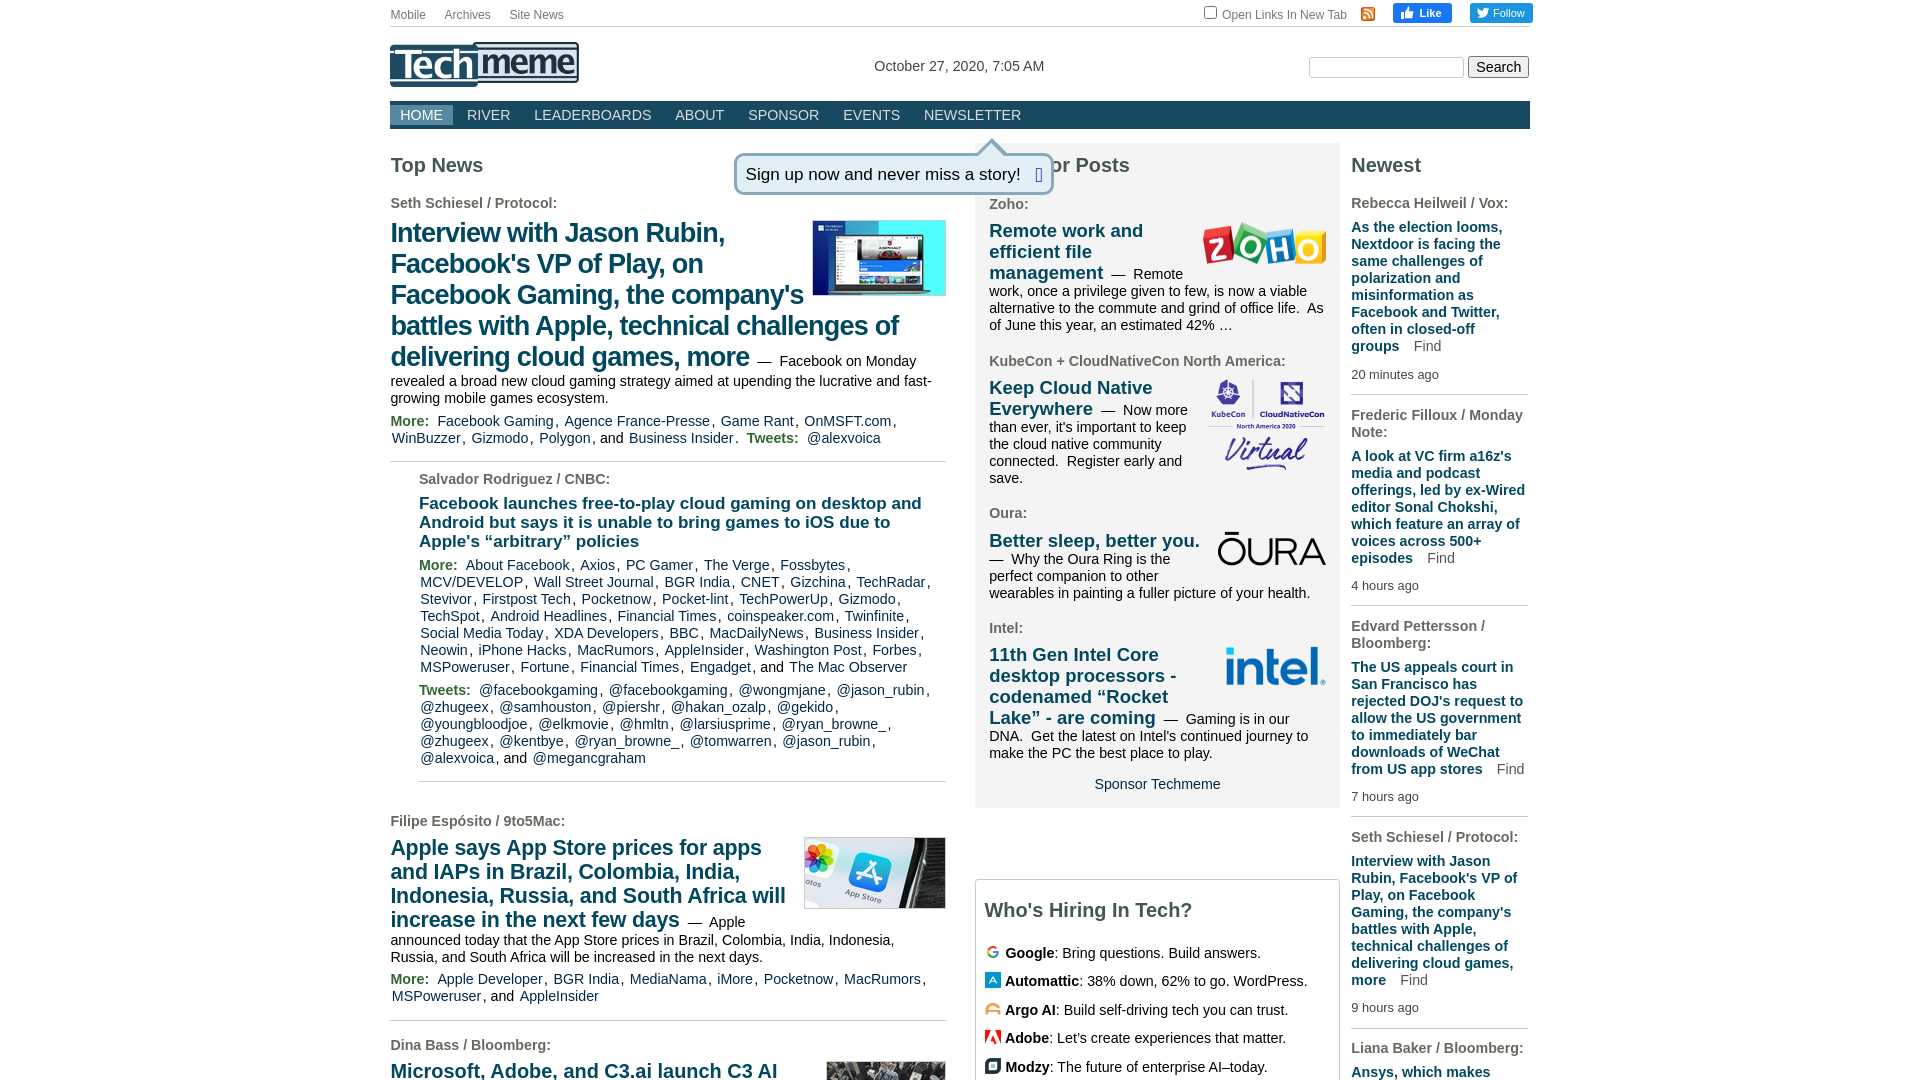 Mobile Archives Site News
Open Links In New Tab
Like
Follow
Techmeme
October 27, 2020, 7:05 AM
Search
HOME RIVER LEADERBOARDS ABOUT SPONSOR EVENTS NEWSLETTER
Sign up now and never miss a story!
Top News
Seth Schiesel / Protocol:
Interview with Jason Rubin,
Facebook's VP of Play, on
Facebook Gaming, the company's
battles with Apple, technical challenges of
delivering cloud games, more — Facebook on Monday
revealed a broad new cloud gaming strategy aimed at upending the lucrative and fast-
growing mobile games ecosystem.
More: Facebook Gaming, Agence France-Presse, Game Rant, OnMSFT.com,
WinBuzzer, Gizmodo, Polygon, and Business Insider. Tweets: @alexvoica
Salvador Rodriguez / CNBC:
Facebook launches free-to-play cloud gaming on desktop and
Android but says it is unable to bring games to iOS due to
Apple's “arbitrary” policies
More: About Facebook, Axios, PC Gamer, The Verge, Fossbytes,
MCV/DEVELOP, Wall Street Journal, BGR India, CNET, Gizchina, TechRadar,
Stevivor, Firstpost Tech, Pocketnow, Pocket-lint, TechPowerUp, Gizmodo,
TechSpot, Android Headlines, Financial Times, coinspeaker.com, Twinfinite,
Social Media Today, XDA Developers, BBC, MacDailyNews, Business Insider,
Neowin, iPhone Hacks, MacRumors, AppleInsider, Washington Post, Forbes,
MSPoweruser, Fortune, Financial Times, Engadget, and The Mac Observer
Tweets: @facebookgaming, @facebookgaming, @wongmjane, @jason_rubin,
@zhugeex, @samhouston, @piershr, @hakan_ozalp, @gekido,
@youngbloodjoe, @elkmovie, @hmltn, @larsiusprime, @ryan_browne_,
@zhugeex, @kentbye, @ryan_browne_, @tomwarren, @jason_rubin,
@alexvoica, and @megancgraham
Filipe Espósito / 9to5Mac:
Apple says App Store prices for apps
and IAPs in Brazil, Colombia, India,
Indonesia, Russia, and South Africa will
increase in the next few days — Apple
announced today that the App Store prices in Brazil, Colombia, India, Indonesia,
Russia, and South Africa will be increased in the next days.
App Store
More: Apple Developer, BGR India, MediaNama, iMore, Pocketnow, MacRumors,
MSPoweruser, and AppleInsider
Dina Bass / Bloomberg:
Microsoft, Adobe, and C3.ai launch C3 AI
or Posts
Zoho:
Remote work and
efficient file
management — Remote
work, once a privilege given to few, is now a viable
alternative to the commute and grind of office life. As
of June this year, an estimated 42% …
ZOHO
KubeCon + CloudNativeCon North America:
Keep Cloud Native
Everywhere — Now more
than ever, it's important to keep
the cloud native community
connected. Register early and
save.
KubeCon CloudNativeCon
North America 2020
Virtual
Oura:
Better sleep, better you.
— Why the Oura Ring is the
perfect companion to other
wearables in painting a fuller picture of your health.
ŌURA
Intel:
11th Gen Intel Core
desktop processors -
codenamed “Rocket
Lake” - are coming — Gaming is in our
DNA. Get the latest on Intel's continued journey to
make the PC the best place to play.
intel.
Sponsor Techmeme
Who's Hiring In Tech?
Google: Bring questions. Build answers.
Automattic: 38% down, 62% to go. WordPress.
Argo AI: Build self-driving tech you can trust.
Adobe: Let’s create experiences that matter.
Modzy: The future of enterprise AI–today.
Newest
Rebecca Heilweil / Vox:
As the election looms,
Nextdoor is facing the
same challenges of
polarization and
misinformation as
Facebook and Twitter,
often in closed-off
groups Find
20 minutes ago
Frederic Filloux / Monday
Note:
A look at VC firm a16z's
media and podcast
offerings, led by ex-Wired
editor Sonal Chokshi,
which feature an array of
voices across 500+
episodes Find
4 hours ago
Edvard Pettersson /
Bloomberg:
The US appeals court in
San Francisco has
rejected DOJ's request to
allow the US government
to immediately bar
downloads of WeChat
from US app stores Find
7 hours ago
Seth Schiesel / Protocol:
Interview with Jason
Rubin, Facebook's VP of
Play, on Facebook
Gaming, the company's
battles with Apple,
technical challenges of
delivering cloud games,
more Find
9 hours ago
Liana Baker / Bloomberg:
Ansys, which makes